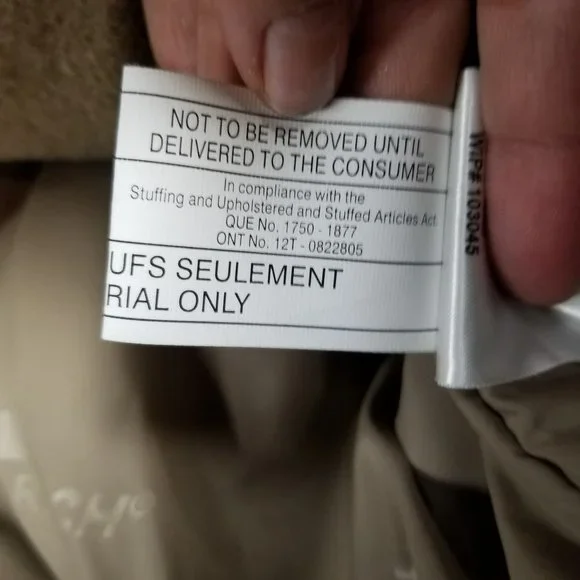 NOT TO BE REMOVED UNTIL
DELIVERED TO THE CONSUMER
In compliance with the
Stuffing and Upholstered and Stuffed Articles Act.
QUE No. 1750 - 1877
ONT No. 12T - 0822805
UFS SEULEMENT
RIAL ONLY
WIP# 103045